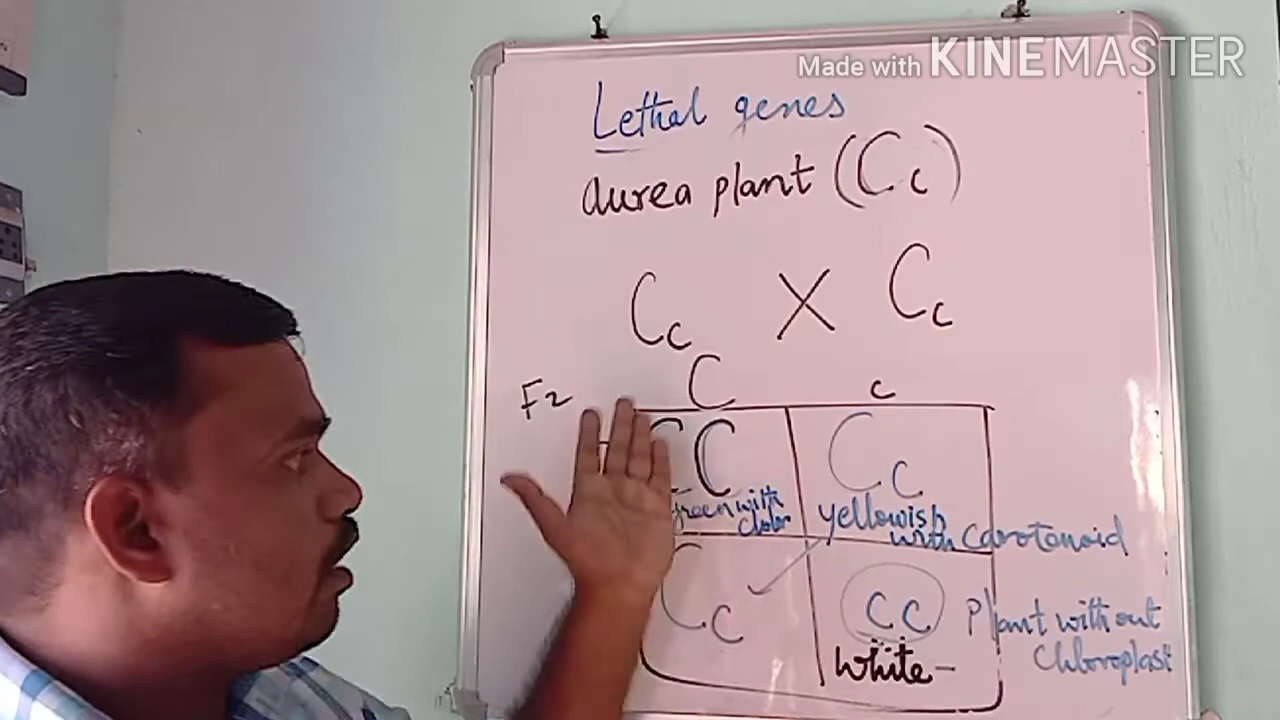 Made with KINEMASTER
Lethal genes
aurea plant (Cc)
Cc X Cc
F2 C c
CC Cc
green with yellowish
with Carotanoid
Cc cc Plant without
Chloroplast
white -